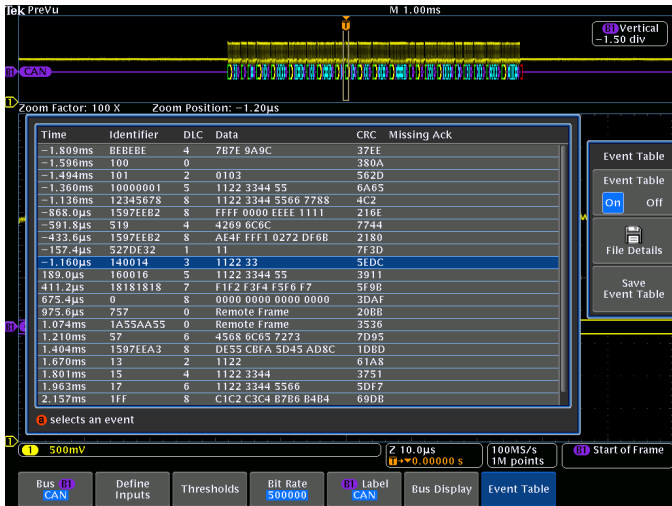 Tek PreVu M 1.00ms
B1 Vertical
-1.50 div
B1 CAN
1
Zoom Factor: 100 X Zoom Position: -1.20µs
Time Identifier DLC Data CRC Missing Ack
-1.809ms BEBEBE 4 7B7E 9A9C 37EE
-1.596ms 100 0 380A
-1.494ms 101 2 0103 562D
-1.360ms 10000001 5 1122 3344 55 6A65
-1.136ms 12345678 8 1122 3344 5566 7788 4C2
-868.0µs 1597EEB2 8 FFFF 0000 EEEE 1111 216E
-591.8µs 519 4 4269 6C6C 7744
-433.6µs 1597EEB2 8 AE4F FFF1 0272 DF6B 2180
-157.4µs 527DE32 1 11 7F3D
-1.160µs 140014 3 1122 33 5EDC
189.0µs 160016 5 1122 3344 55 3911
411.2µs 18181818 7 F1F2 F3F4 F5F6 F7 5F9B
675.4µs 0 8 0000 0000 0000 0000 3DAF
975.6µs 757 0 Remote Frame 20BB
1.074ms 1A55AA55 0 Remote Frame 3536
1.210ms 57 6 4568 6C65 7273 7D95
1.404ms 1597EEA3 8 DE55 CBFA 5D45 AD8C 1DBD
1.670ms 13 2 1122 61A8
1.801ms 15 4 1122 3344 3751
1.963ms 17 6 1122 3344 5566 5DF7
2.157ms 1FF 8 C1C2 C3C4 B7B6 B4B4 69DB
a selects an event
Event Table
Event Table
On Off
File Details
Save
Event Table
B1
1
1 500mV
Z 10.0µs
T→▼0.00000 s
100MS/s
1M points
B1 Start of Frame
Bus B1
CAN
Define
Inputs
Thresholds
Bit Rate
500000
B1 Label
CAN
Bus Display
Event Table